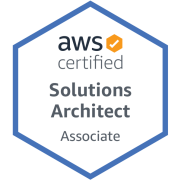 aws
certified
Solutions
Architect
Associate